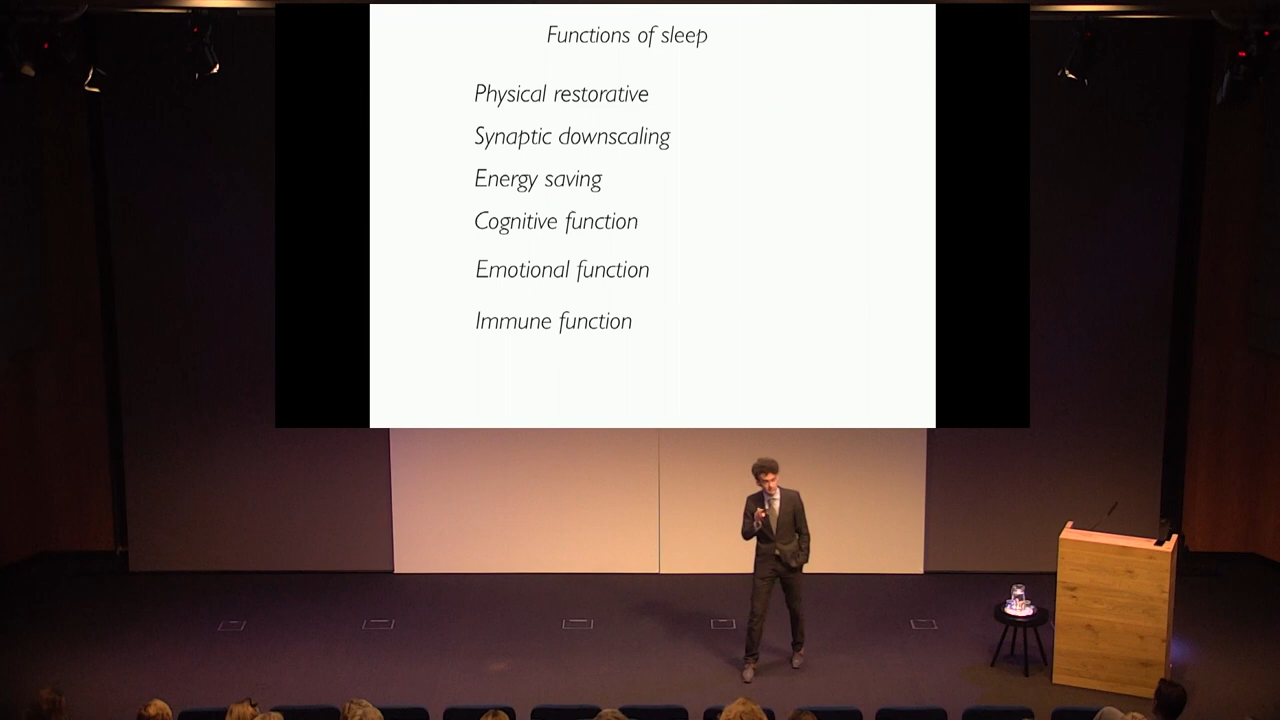 Functions of sleep
Physical restorative
Synaptic downscaling
Energy saving
Cognitive function
Emotional function
Immune function